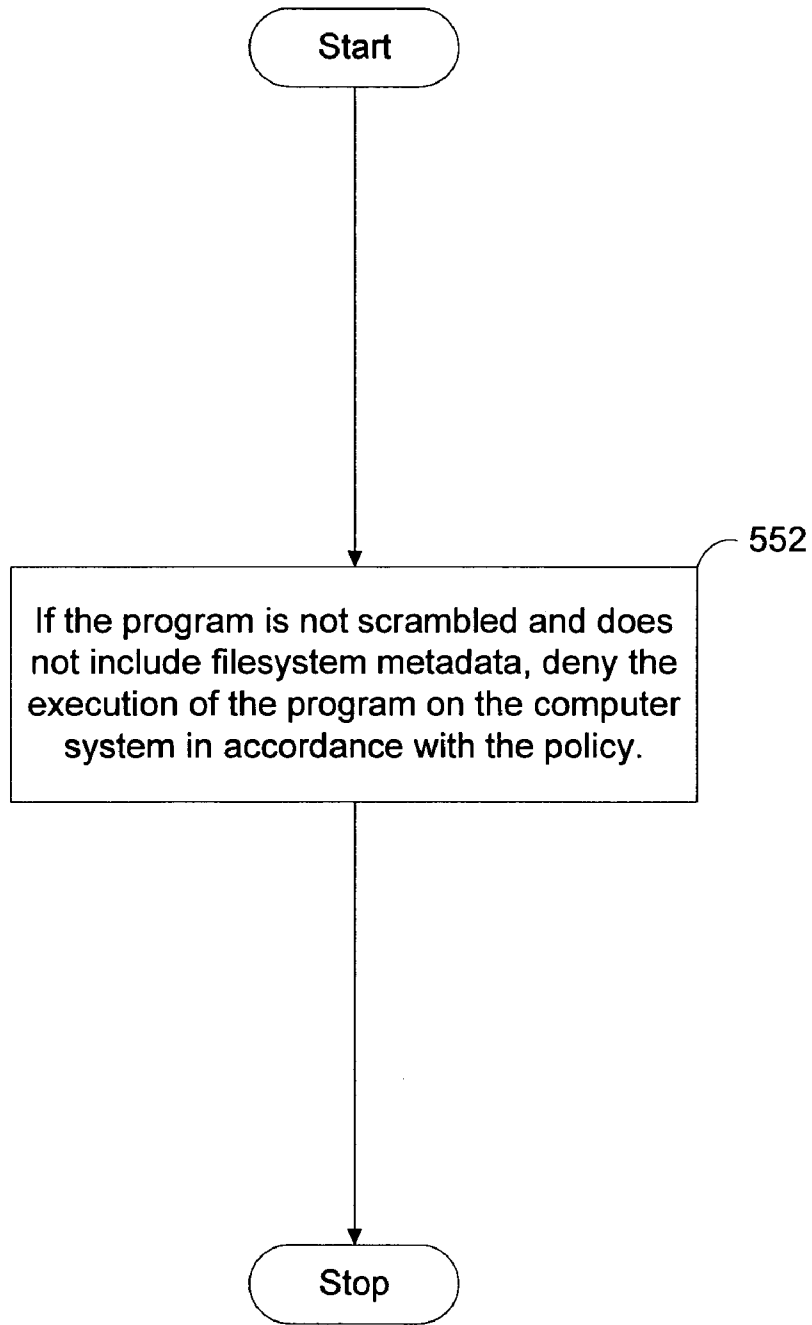 Start
552
If the program is not scrambled and does
not include filesystem metadata, deny the
execution of the program on the computer
system in accordance with the policy.
Stop